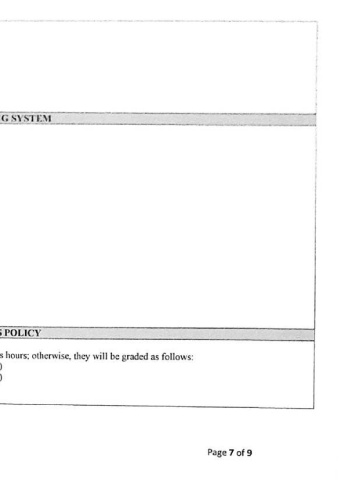 G SYSTEM
POLICY
s hours; otherwise, they will be graded as follows:
)
)
Page 7 of 9